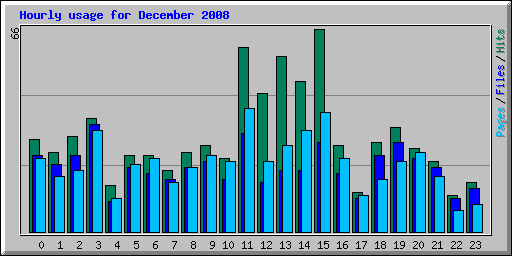 Hourly usage for December 2008
66
Pages / Files / Hits
0 1 2 3 4 5 6 7 8 9 10 11 12 13 14 15 16 17 18 19 20 21 22 23